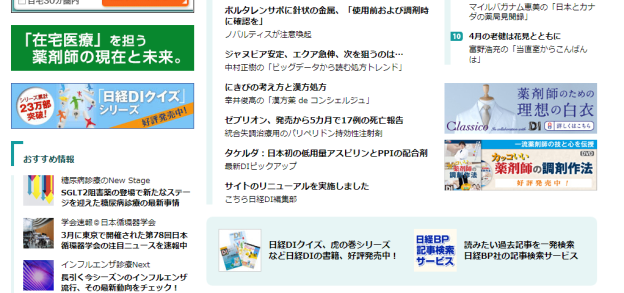 自宅30分圏内
「在宅医療」を担う
薬剤師の現在と未来。
シリーズ累計
23万部
突破！
「日経DIクイズ」
シリーズ
好評発売中！
おすすめ情報
糖尿病診療のNew Stage
SGLT2阻害薬の登場で新たなステー
ジを迎えた糖尿病診療の最新事情
学会速報@日本循環器学会
3月に東京で開催された第78回日本
循環器学会の注目ニュースを速報中
インフルエンザ診療Next
長引く今シーズンのインフルエンザ
流行、その最新動向をチェック！
ボルタレンサポに針状の金属、「使用前および調剤時
に確認を」
ノバルティスが注意喚起
ジャヌビア安定、エクア急伸、次を狙うのは…
中村正樹の「ビッグデータから読む処方トレンド」
にきびの考え方と漢方処方
幸井俊高の「漢方薬 de コンシェルジュ」
ゼプリオン、発売から5カ月で17例の死亡報告
統合失調症治療用のパリペリドン持効性注射剤
タケルダ：日本初の低用量アスピリンとPPIの配合剤
最新DIピックアップ
サイトのリニューアルを実施しました
こちら日経DI編集部
マイルバガナム恵美の「日本とカナ
ダの薬局見聞録」
10 4月の老健は花見とともに
富野浩充の「当直室からこんばん
は」
薬剤師のための
理想の白衣
Classico
DI
詳しくはこちら
一流薬剤師の技と心を伝授
カッコいい
DVD
薬剤師の調剤作法
好評発売中！
日経DIクイズ、虎の巻シリーズ
など日経DIの書籍、好評発売中！
日経BP
記事検索
サービス
読みたい過去記事を一発検索
日経BP社の記事検索サービス